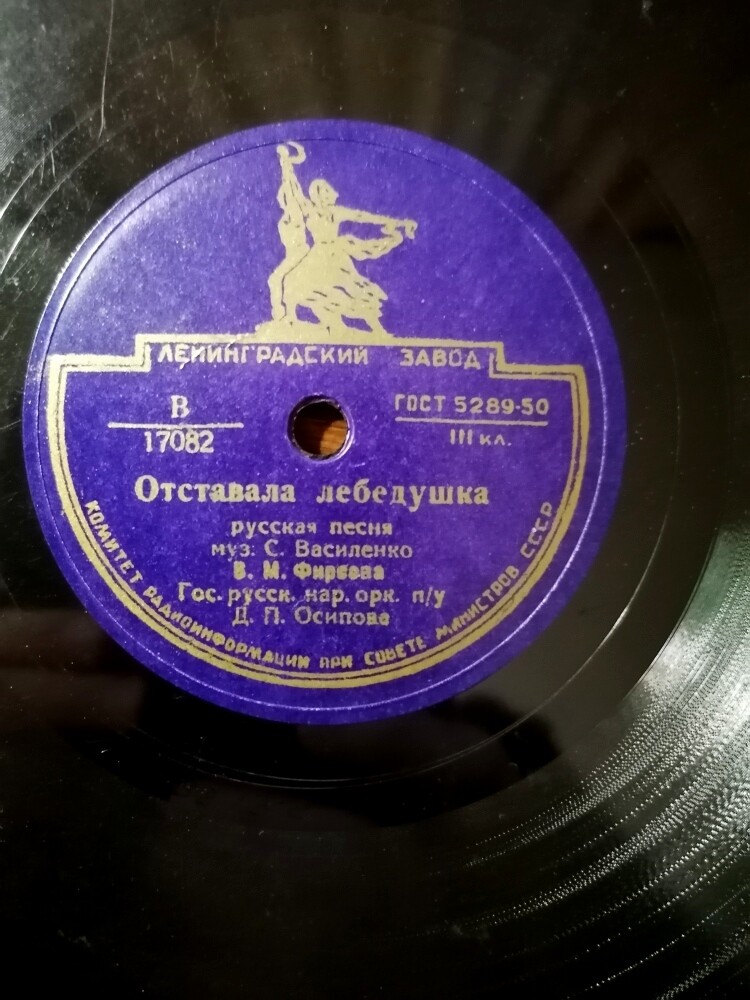 ЛЕНИНГРАДСКИЙ ЗАВОД
В
17082
ГОСТ 5289-50
III кл.
Отставала лебедушка
русская песня
муз. С. Василенко
В. М. Фирсова
Гос. русск. нар. орк. п/у
Д. П. Осипова
КОМИТЕТ РАДИОИНФОРМАЦИИ ПРИ СОВЕТЕ МИНИСТРОВ СССР